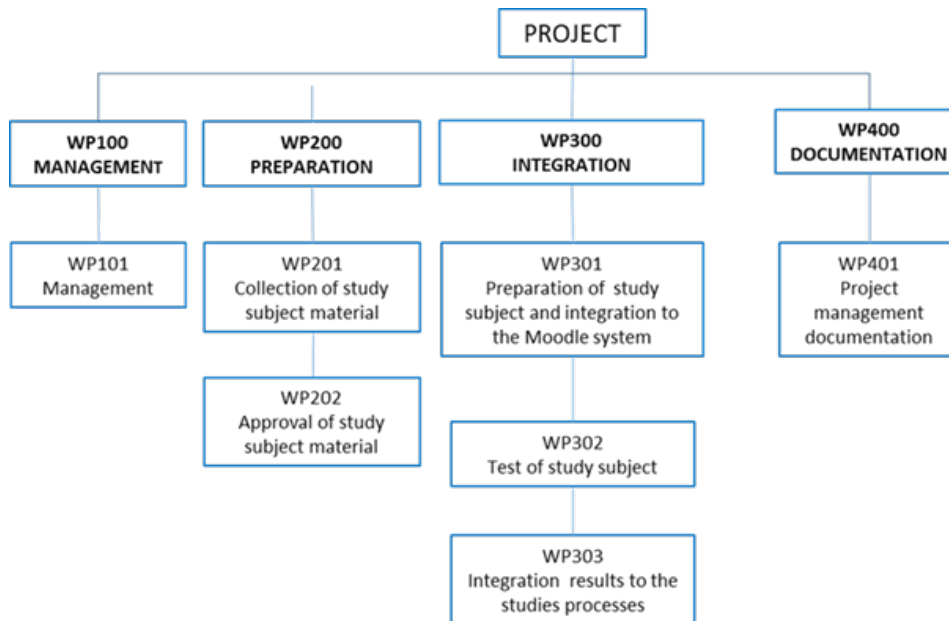 PROJECT
WP100
MANAGEMENT
WP200
PREPARATION
WP300
INTEGRATION
WP400
DOCUMENTATION
WP101
Management
WP201
Collection of study
subject material
WP301
Preparation of study
subject and integration to
the Moodle system
WP401
Project
management
documentation
WP202
Approval of study
subject material
WP302
Test of study subject
WP303
Integration results to the
studies processes